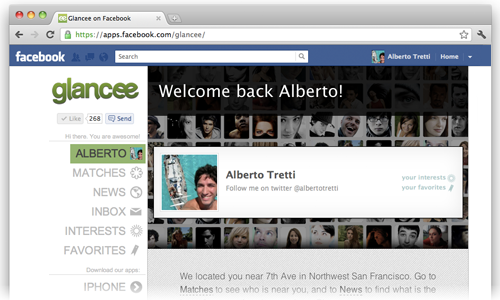 Glancee on Facebook
https://apps.facebook.com/glancee/
facebook
Search
Alberto Tretti
Home
glancee
Like
268
Send
Hi there. You are awesome!
ALBERTO
MATCHES
NEWS
INBOX
INTERESTS
FAVORITES
Download our apps:
IPHONE
Welcome back Alberto!
Alberto Tretti
Follow me on twitter @albertotretti
your interests
your favorites
We located you near 7th Ave in Northwest San Francisco. Go to
Matches to see who is near you, and to News to find what is the